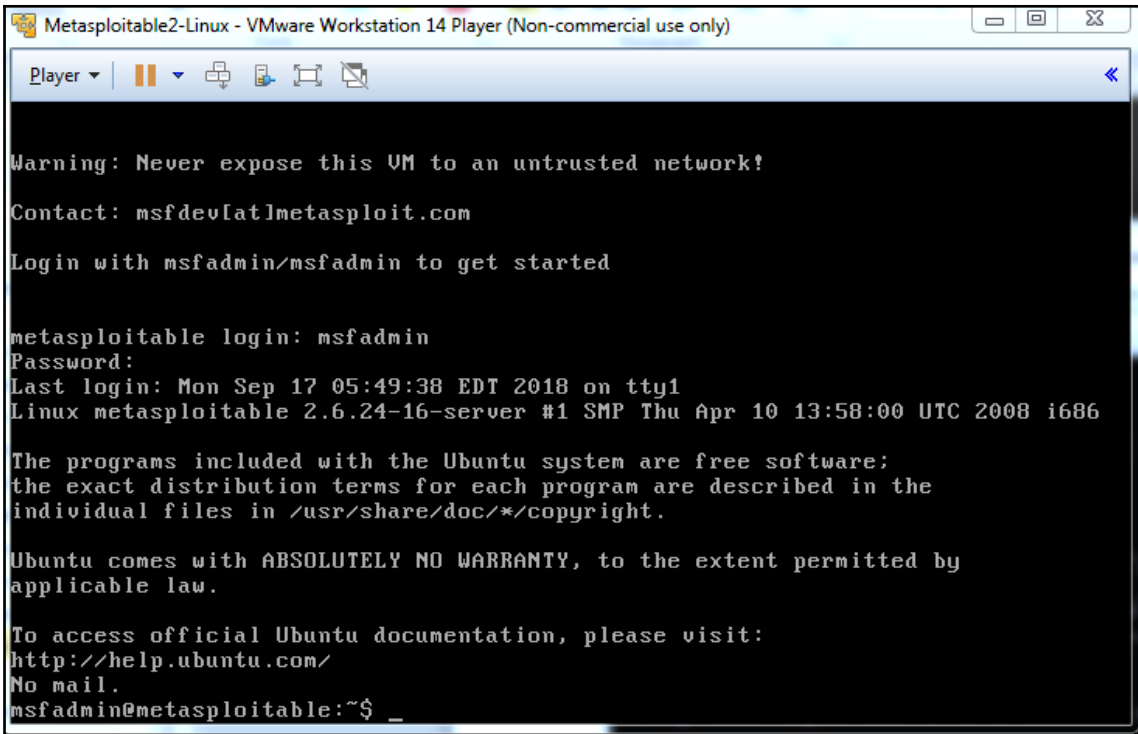 Metasploitable2-Linux - VMware Workstation 14 Player (Non-commercial use only)
Player
Warning: Never expose this VM to an untrusted network!
Contact: msfdev[at]metasploit.com
Login with msfadmin/msfadmin to get started
metasploitable login: msfadmin
Password:
Last login: Mon Sep 17 05:49:38 EDT 2018 on tty1
Linux metasploitable 2.6.24-16-server #1 SMP Thu Apr 10 13:58:00 UTC 2008 i686
The programs included with the Ubuntu system are free software;
the exact distribution terms for each program are described in the
individual files in /usr/share/doc/*/copyright.
Ubuntu comes with ABSOLUTELY NO WARRANTY, to the extent permitted by
applicable law.
To access official Ubuntu documentation, please visit:
http://help.ubuntu.com/
No mail.
msfadmin@metasploitable:~$ _